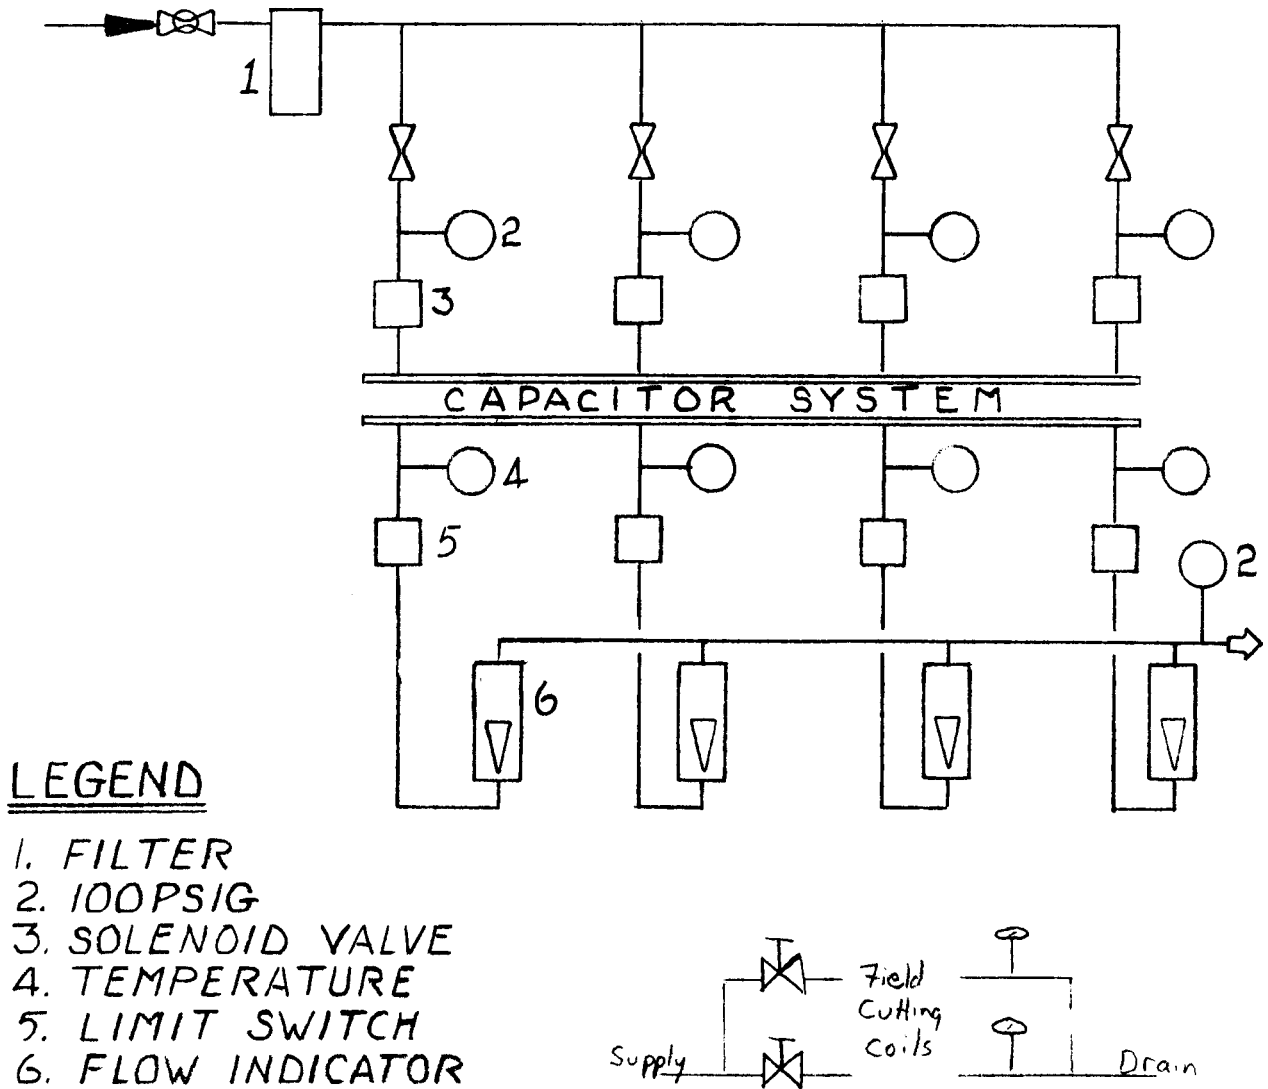 1
2
3
CAPACITOR SYSTEM
4
5
2
6
LEGEND
1. FILTER
2. 100PSIG
3. SOLENOID VALVE
4. TEMPERATURE
5. LIMIT SWITCH
6. FLOW INDICATOR
Field
Cutting
Coils
Supply
Drain